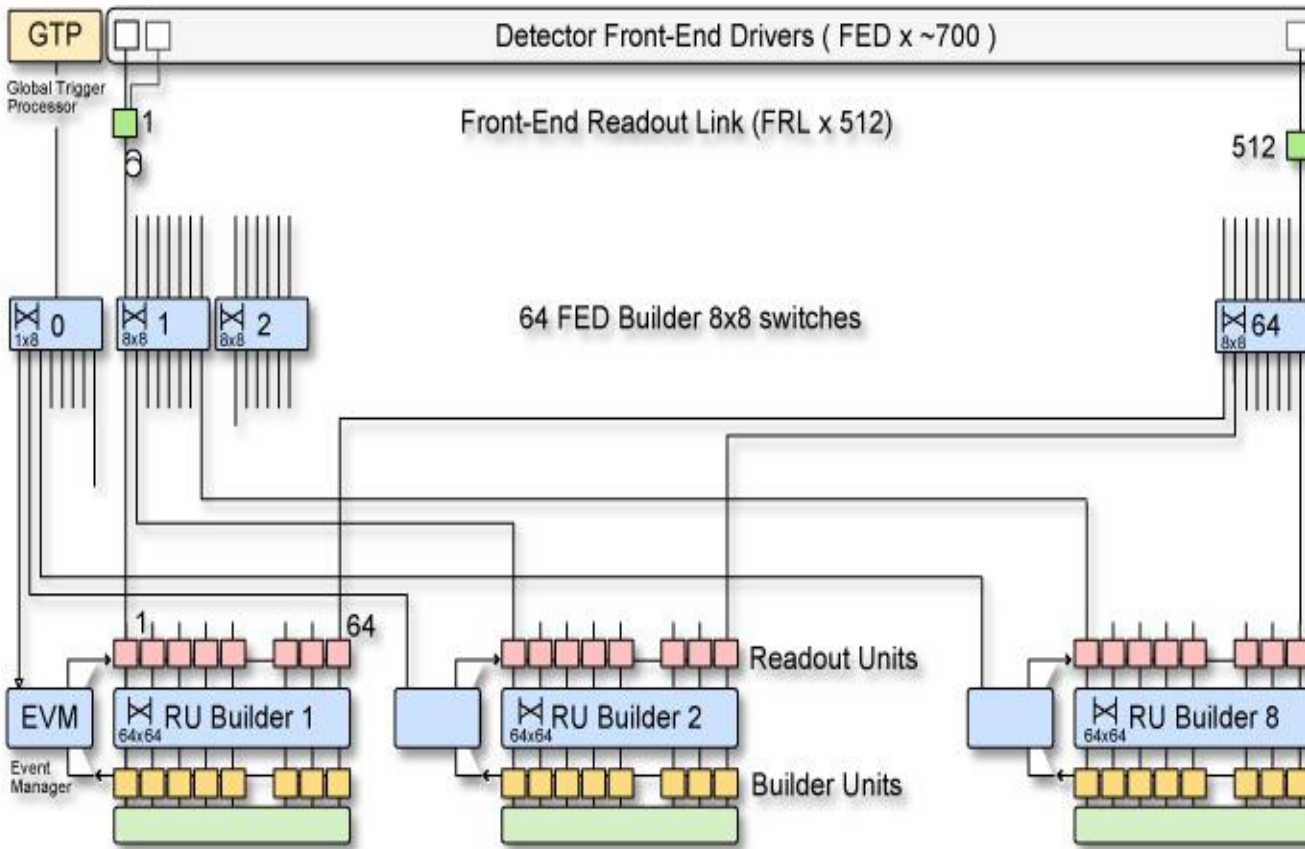 GTP
Detector Front-End Drivers ( FED x ~700 )
Global Trigger
Processor
1
Front-End Readout Link (FRL x 512)
512
0
1x8
1
8x8
2
8x8
64 FED Builder 8x8 switches
64
8x8
1
64
Readout Units
EVM
RU Builder 1
64x64
RU Builder 2
64x64
RU Builder 8
64x64
Event
Manager
Builder Units